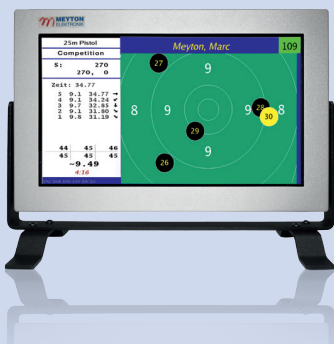 MEYTON
ELEKTRONIK
25m Pistol
Competition
S: 270
270, 0
Zeit: 34.77
5 9.1 34.77 →
4 9.1 34.24
3 9.7 32.85
2 9.1 31.80
1 9.8 31.19
44 45 46
45 45 45
~9.49
4:16
Meyton, Marc
109
27
9
8 9 9 28 8
30
29
9
26